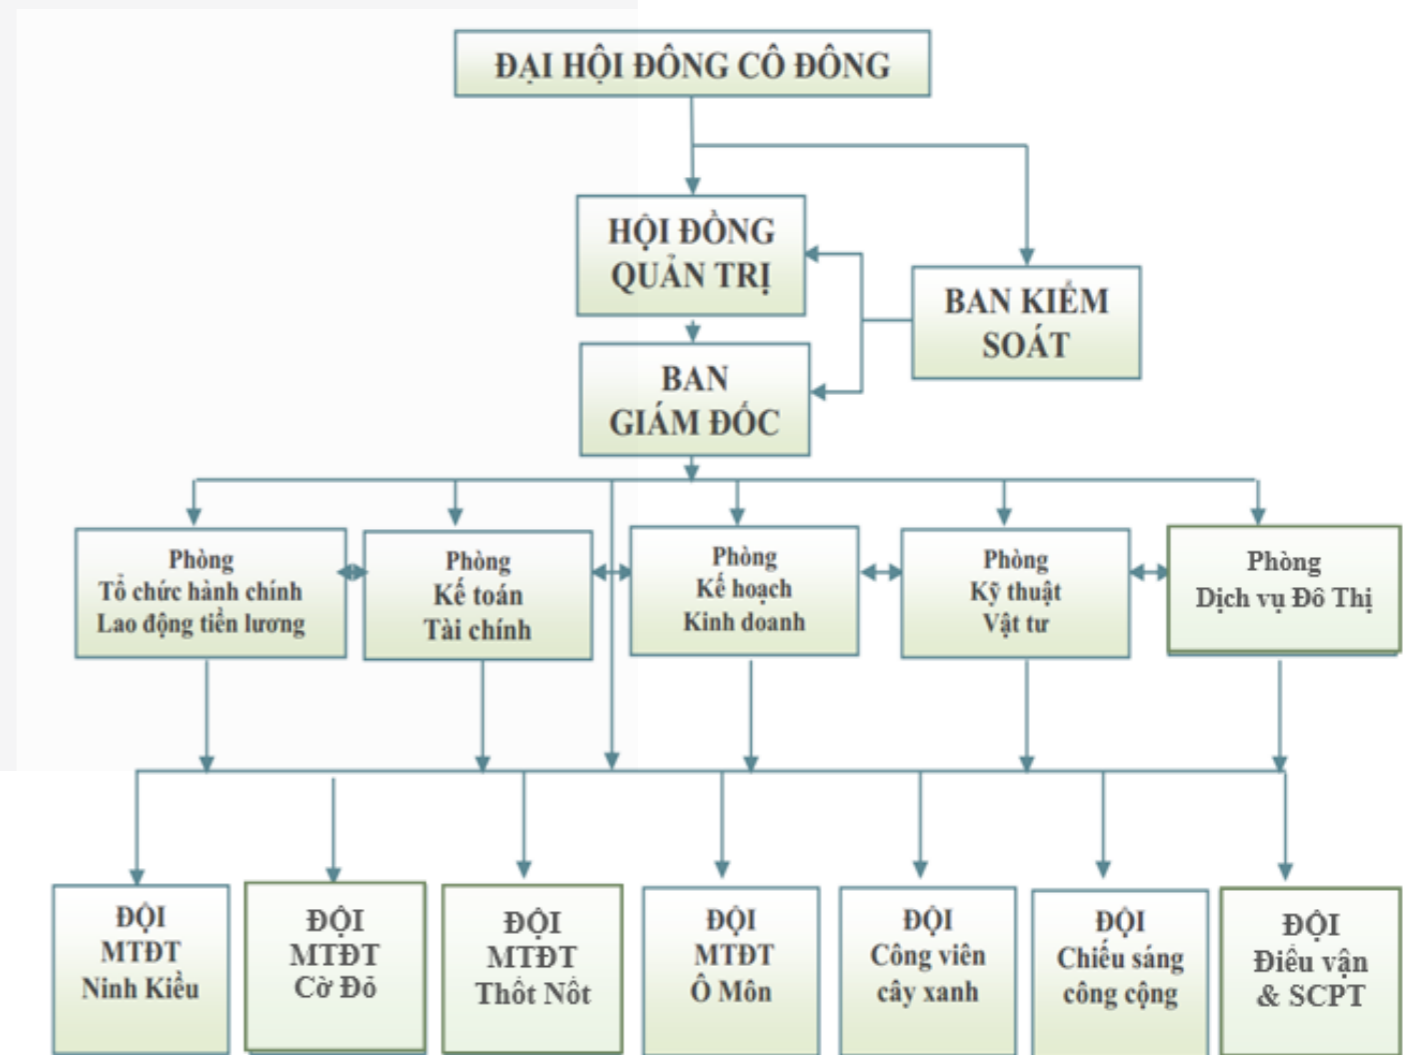 ĐẠI HỘI ĐỒNG CỔ ĐÔNG
HỘI ĐỒNG
QUẢN TRỊ
BAN KIỂM
SOÁT
BAN
GIÁM ĐỐC
Phòng
Tổ chức hành chính
Lao động tiền lương
Phòng
Kế toán
Tài chính
Phòng
Kế hoạch
Kinh doanh
Phòng
Kỹ thuật
Vật tư
Phòng
Dịch vụ Đô Thị
ĐỘI
MTĐT
Ninh Kiều
ĐỘI
MTĐT
Cờ Đỏ
ĐỘI
MTĐT
Thốt Nốt
ĐỘI
MTĐT
Ô Môn
ĐỘI
Công viên
cây xanh
ĐỘI
Chiếu sáng
công cộng
ĐỘI
Điều vận
& SCPT